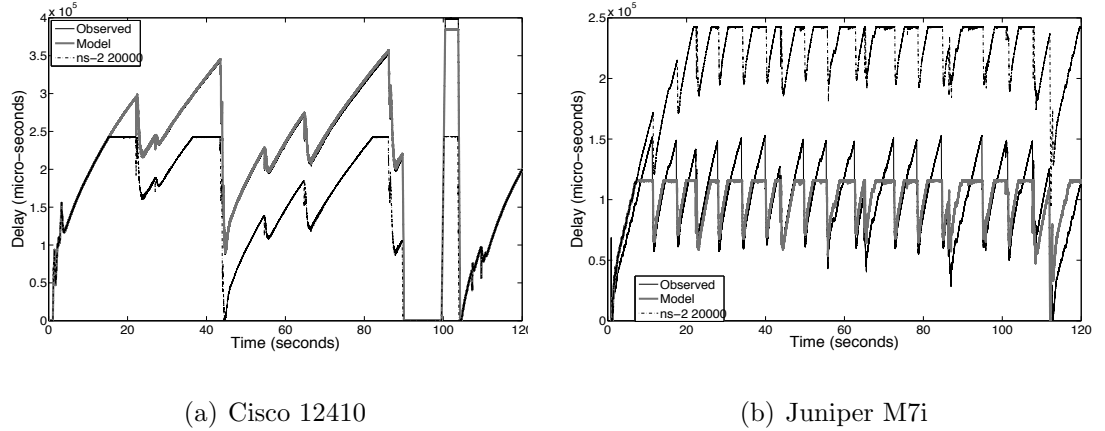 x 10^5
4
3.5
3
2.5
2
1.5
1
0.5
0
Delay (micro−seconds)
Observed
Model
ns−2 20000
0 20 40 60 80 100 120
Time (seconds)
(a) Cisco 12410
x 10^5
2.5
2
1.5
1
0.5
0
Delay (micro−seconds)
Observed
Model
ns−2 20000
0 20 40 60 80 100 120
Time (seconds)
(b) Juniper M7i